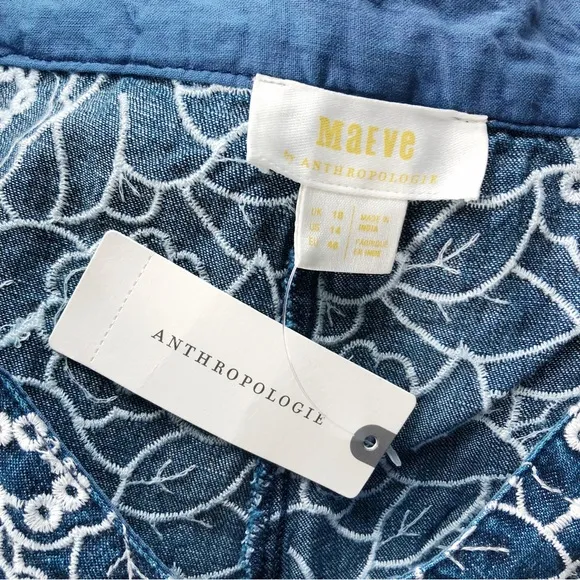 MaEve
by ANTHROPOLOGIE
UK 18
US 14
EU 46
MADE IN
INDIA
FABRIQUÉ
EN INDE
ANTHROPOLOGIE